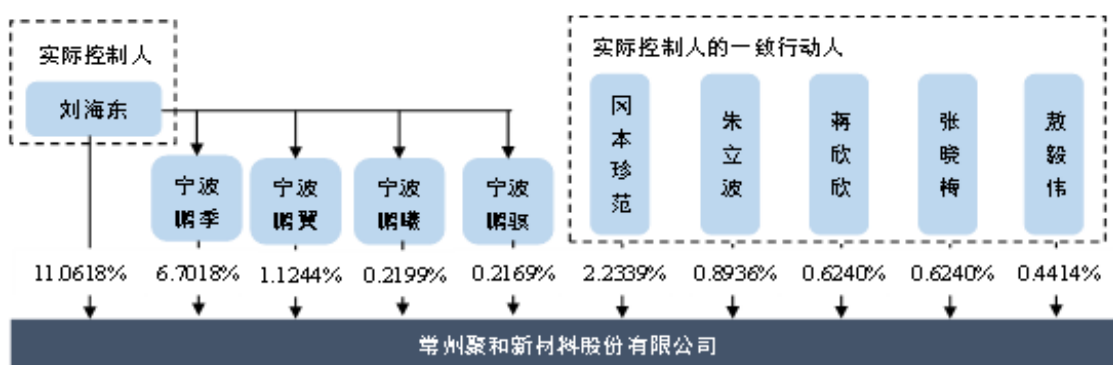 实际控制人
实际控制人的一致行动人
刘海东
冈本珍范
朱立波
蒋欣欣
张晓梅
敖毅伟
宁波
鹏季
宁波
鹏翼
宁波
鹏曦
宁波
鹏骐
11.0618%
6.7018%
1.1244%
0.2199%
0.2169%
2.2339%
0.8936%
0.6240%
0.6240%
0.4414%
常州聚和新材料股份有限公司